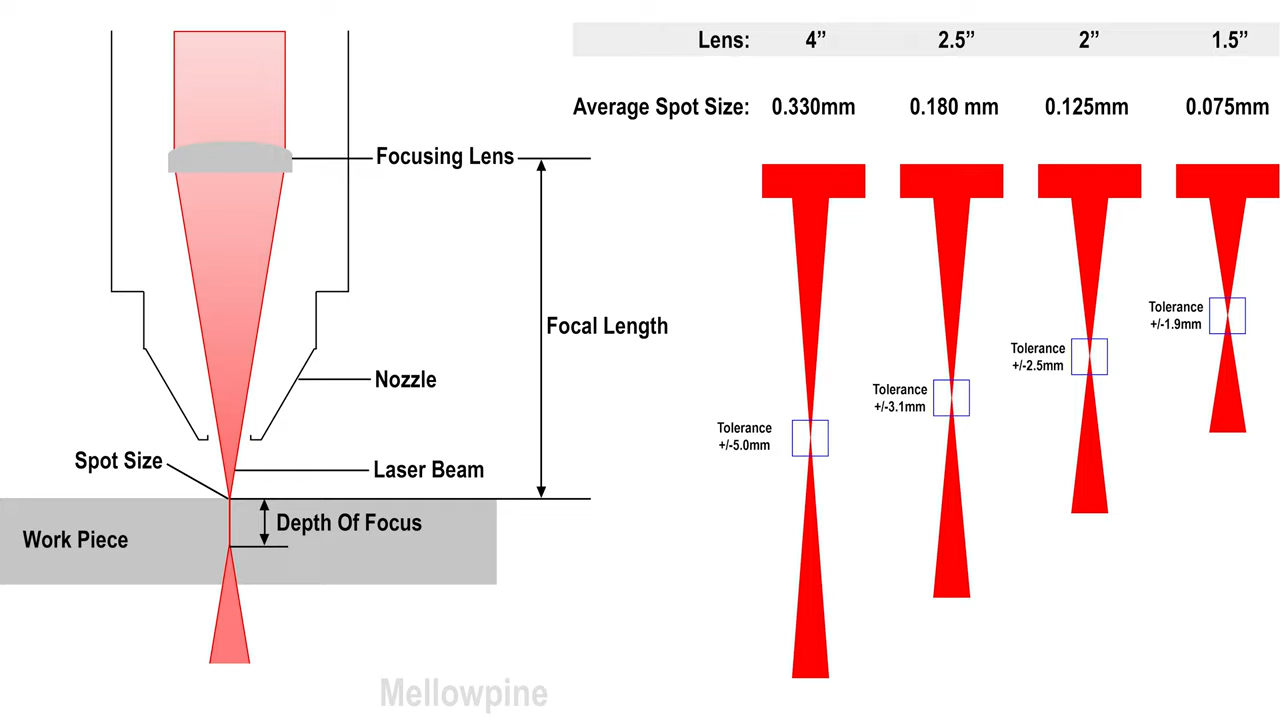 Lens: 4” 2.5” 2” 1.5”
Average Spot Size: 0.330mm 0.180 mm 0.125mm 0.075mm
Focusing Lens
Focal Length
Nozzle
Spot Size
Laser Beam
Depth Of Focus
Work Piece
Tolerance
+/-5.0mm
Tolerance
+/-3.1mm
Tolerance
+/-2.5mm
Tolerance
+/-1.9mm
Mellowpine